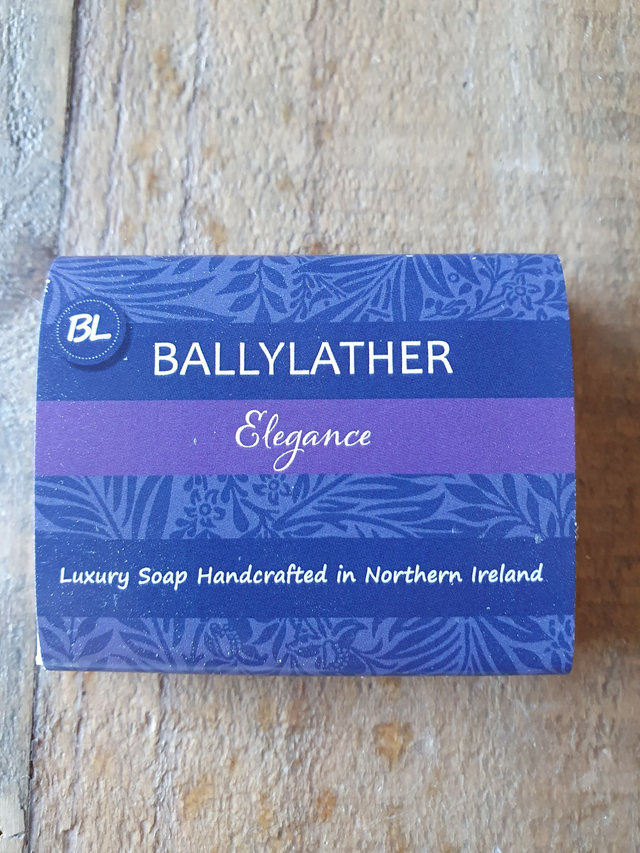 BL
BALLYLATHER
Elegance
Luxury Soap Handcrafted in Northern Ireland